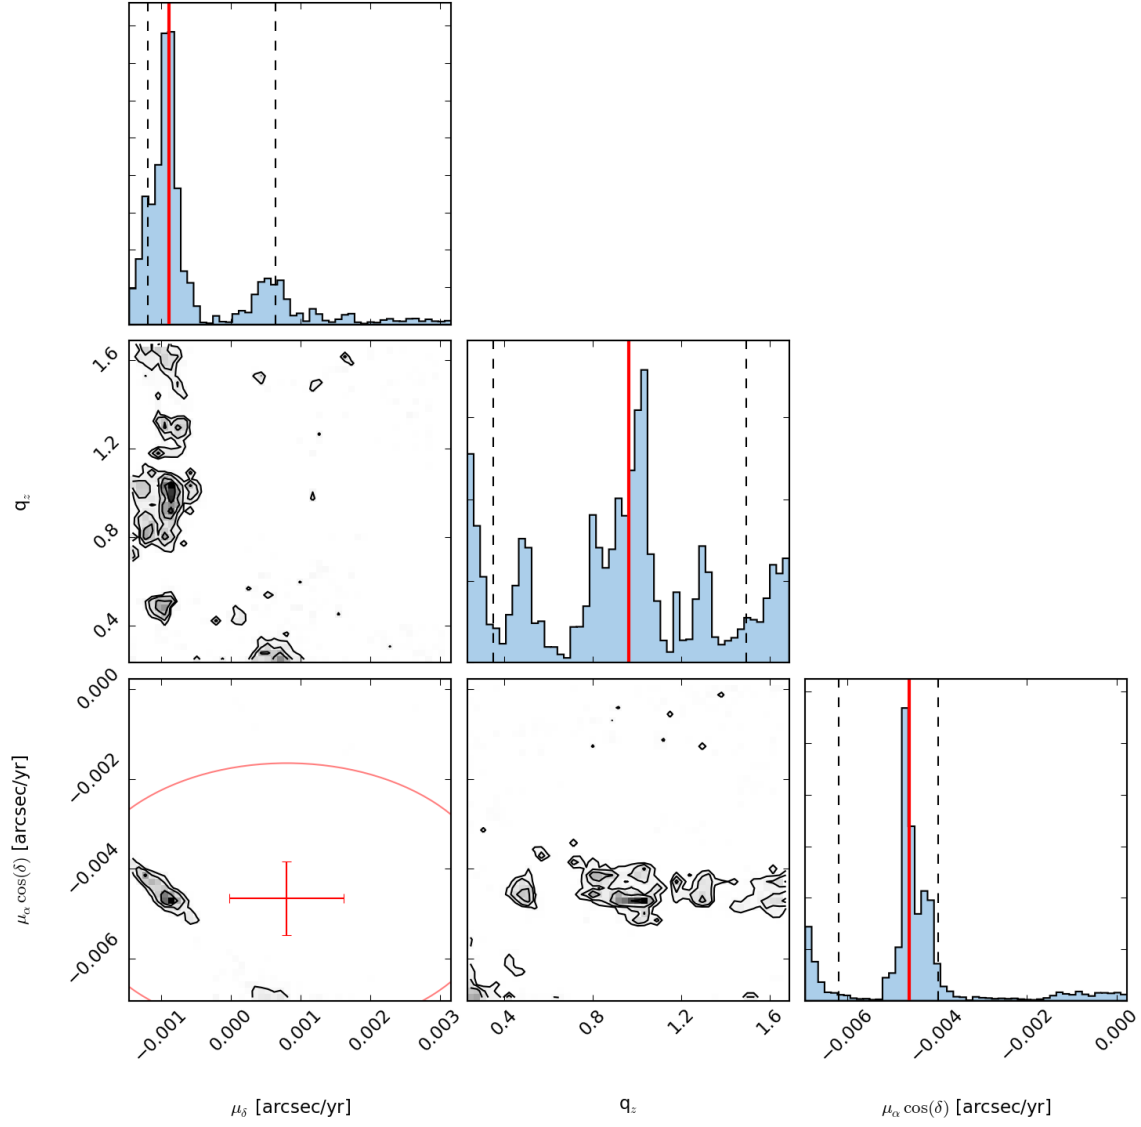 q_z
1.6
1.2
0.8
0.4
μ_α cos(δ) [arcsec/yr]
0.000
−0.002
−0.004
−0.006
−0.001 0.000 0.001 0.002 0.003
0.4 0.8 1.2 1.6
−0.006 −0.004 −0.002 0.000
μ_δ [arcsec/yr] q_z μ_α cos(δ) [arcsec/yr]